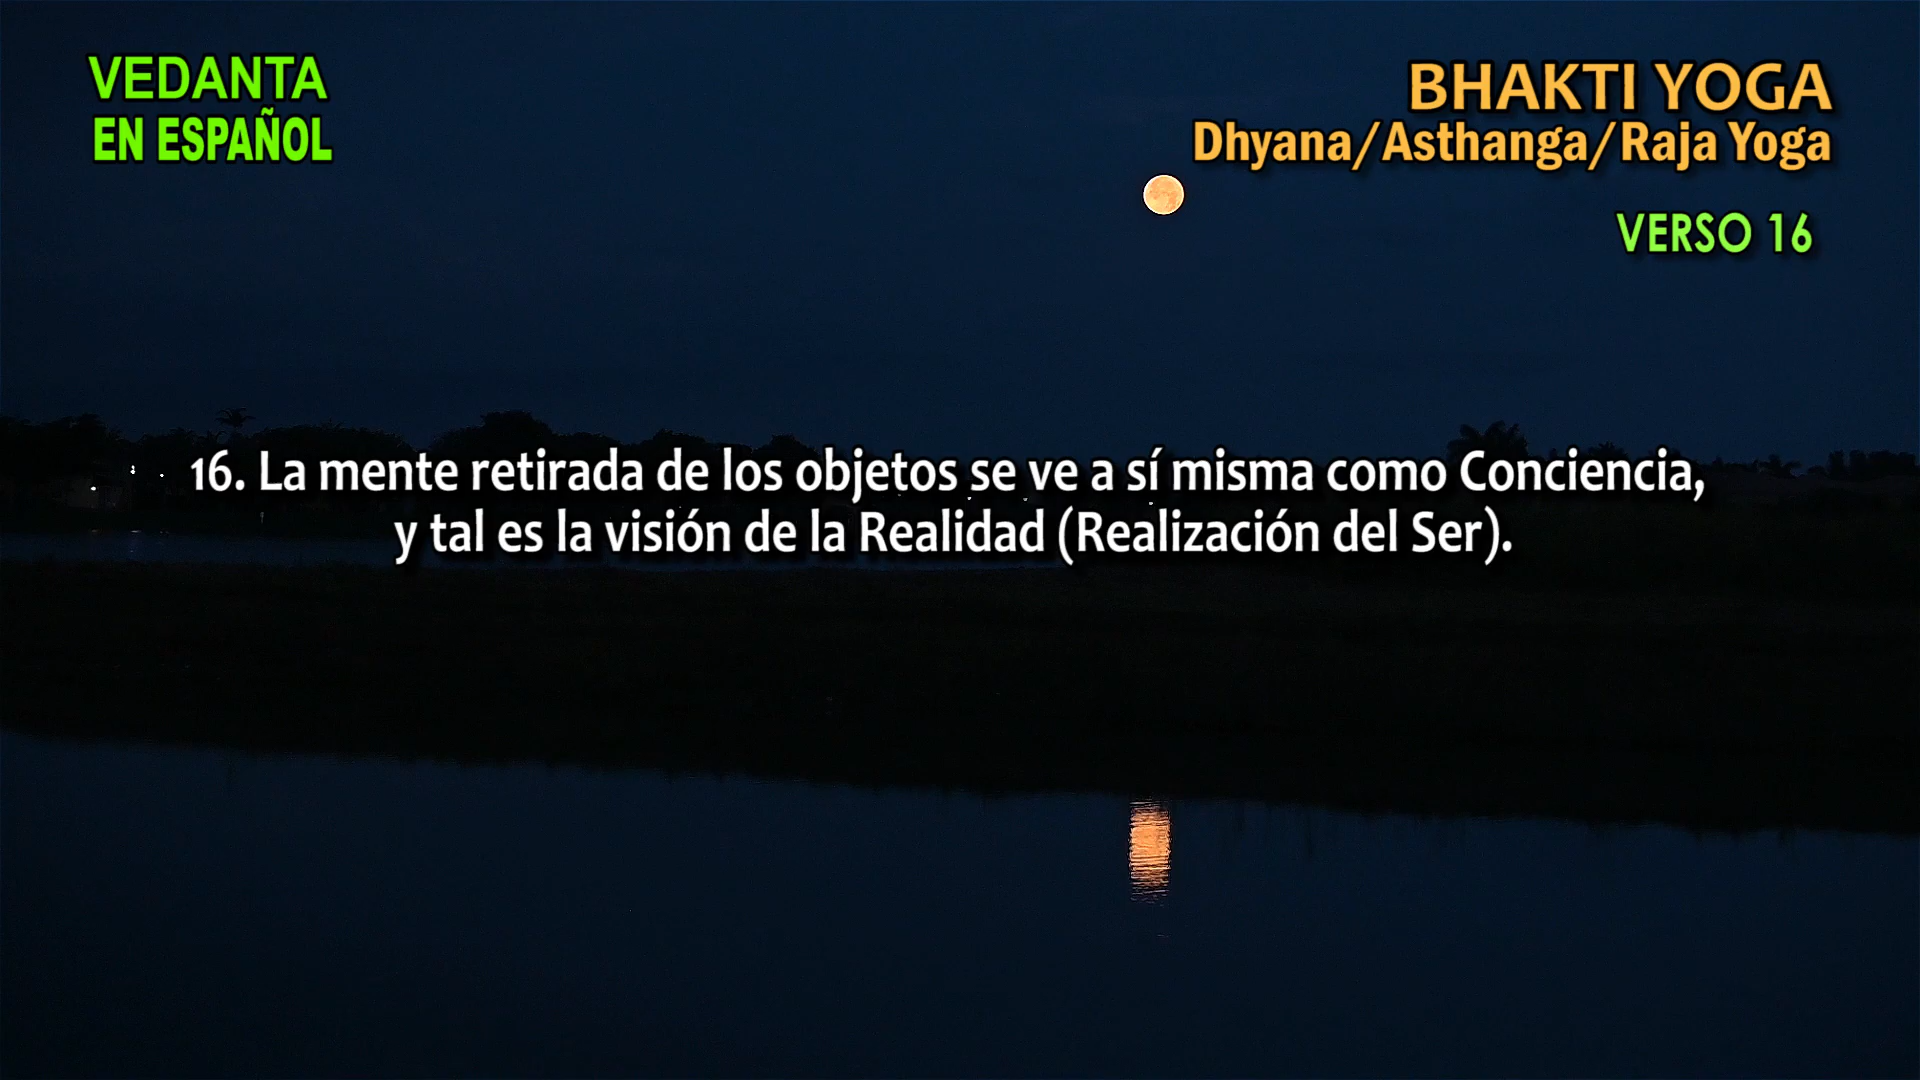 VEDANTA
EN ESPAÑOL
BHAKTI YOGA
Dhyana/Asthanga/Raja Yoga
VERSO 16
16. La mente retirada de los objetos se ve a sí misma como Conciencia,
y tal es la visión de la Realidad (Realización del Ser).